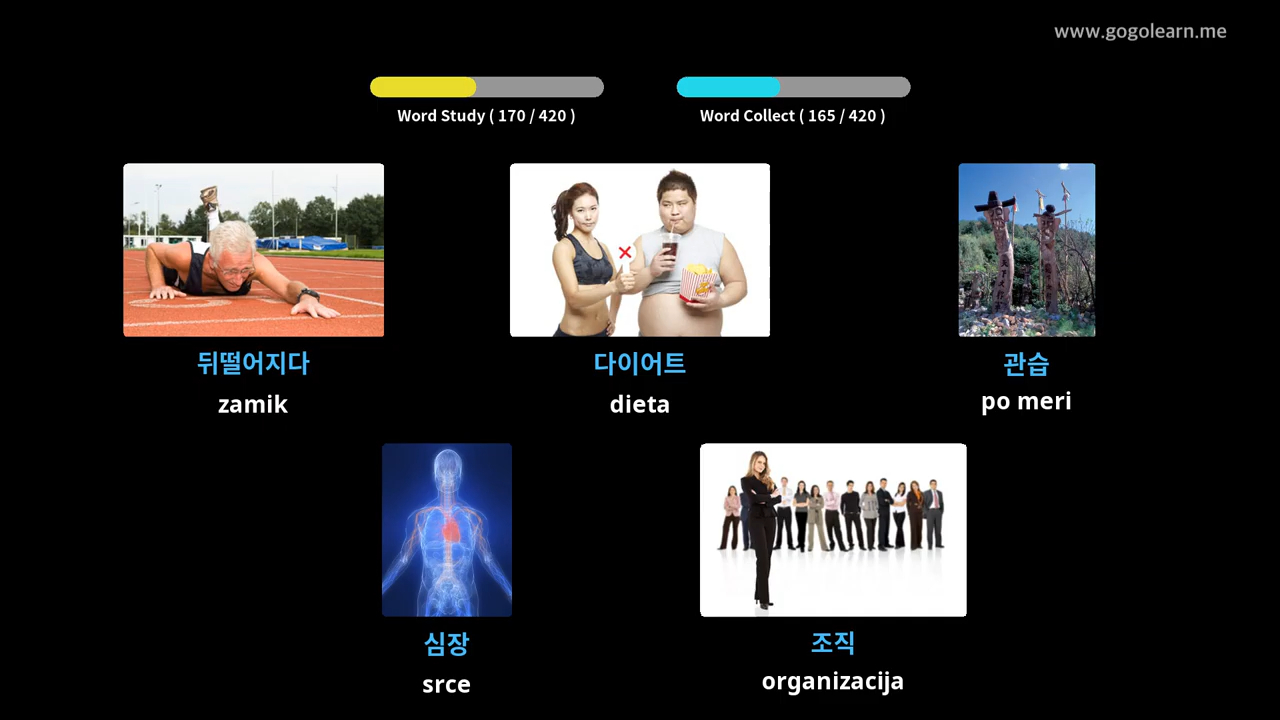 www.gogolearn.me
Word Study ( 170 / 420 )
Word Collect ( 165 / 420 )
뒤떨어지다
zamik
다이어트
dieta
관습
po meri
심장
srce
조직
organizacija